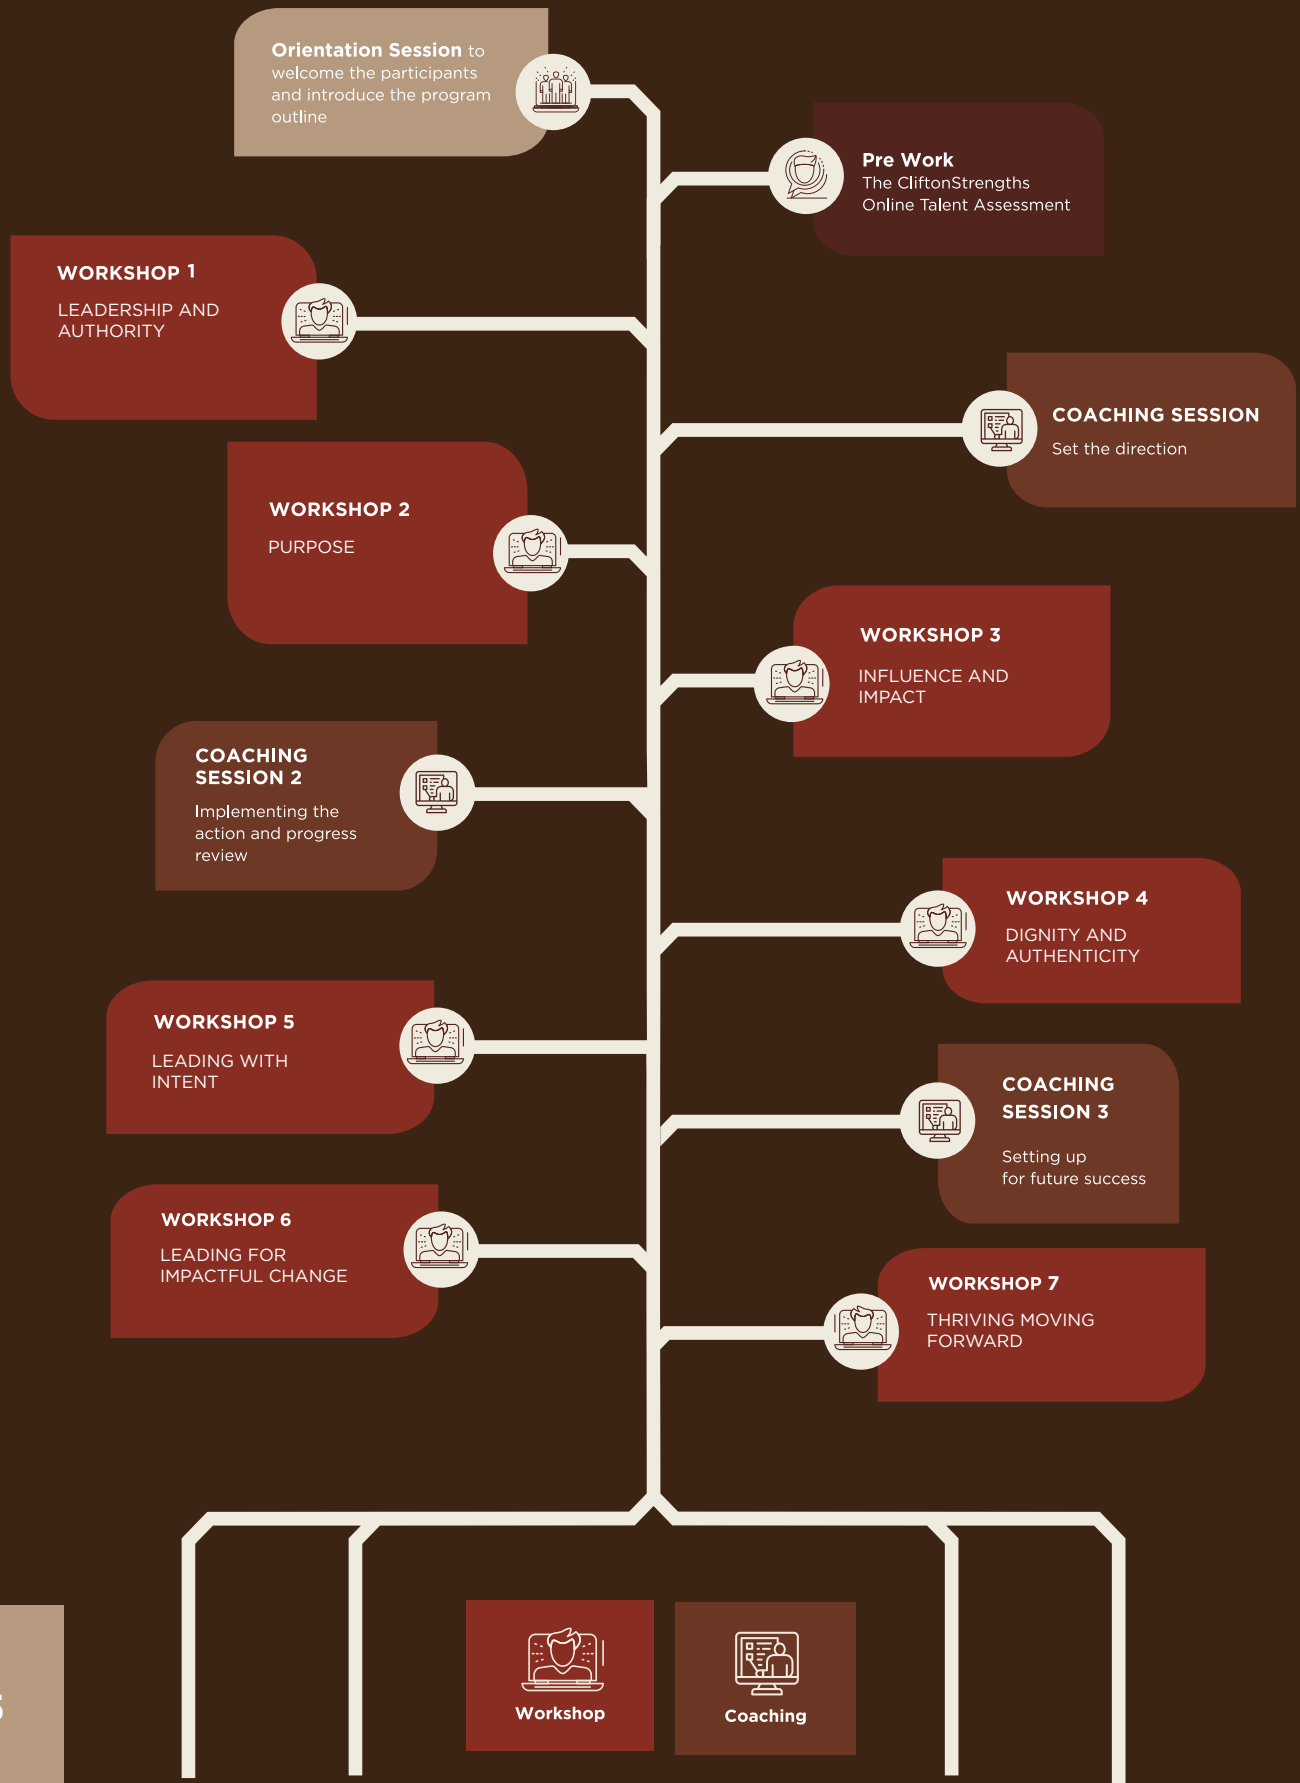 Orientation Session to
welcome the participants
and introduce the program
outline
Pre Work
The CliftonStrengths
Online Talent Assessment
WORKSHOP 1
LEADERSHIP AND
AUTHORITY
COACHING SESSION
Set the direction
WORKSHOP 2
PURPOSE
WORKSHOP 3
INFLUENCE AND
IMPACT
COACHING
SESSION 2
Implementing the
action and progress
review
WORKSHOP 4
DIGNITY AND
AUTHENTICITY
WORKSHOP 5
LEADING WITH
INTENT
COACHING
SESSION 3
Setting up
for future success
WORKSHOP 6
LEADING FOR
IMPACTFUL CHANGE
WORKSHOP 7
THRIVING MOVING
FORWARD
Workshop
Coaching